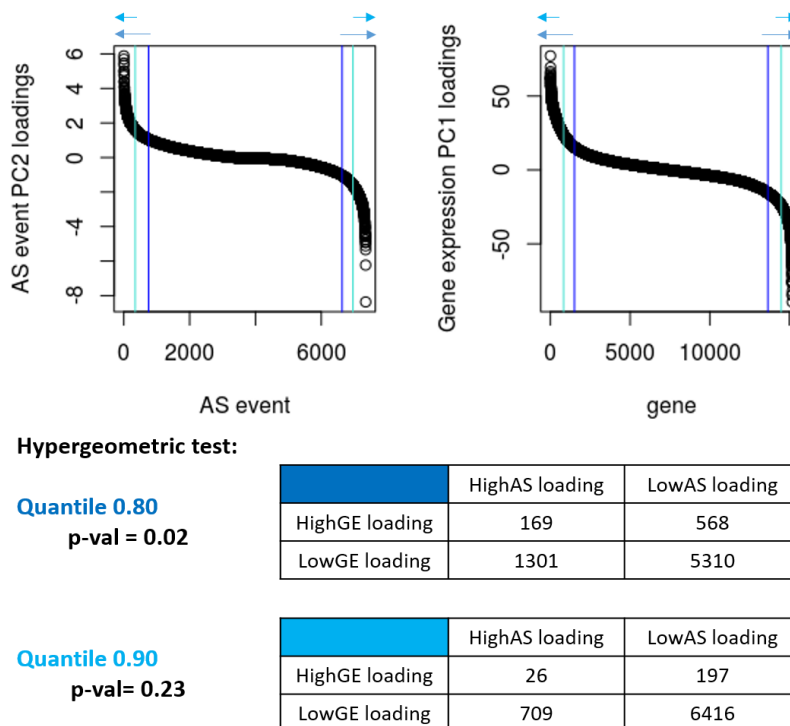 AS event PC2 loadings
6
4
2
0
-4
-8
0
2000
6000
AS event
Gene expression PC1 loadings
50
0
-50
0
5000
10000
gene
Hypergeometric test:
Quantile 0.80
p-val = 0.02
HighAS loading LowAS loading
HighGE loading 169 568
LowGE loading 1301 5310
Quantile 0.90
p-val= 0.23
HighAS loading LowAS loading
HighGE loading 26 197
LowGE loading 709 6416